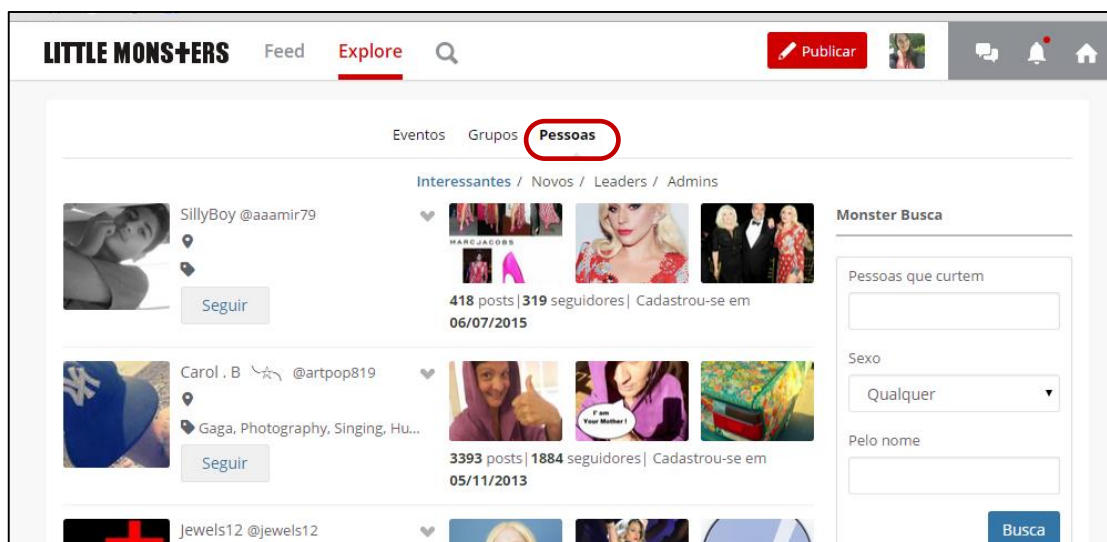 LITTLE MONSTERS Feed Explore Publicar
Eventos Grupos Pessoas
Interessantes / Novos / Leaders / Admins
SillyBoy @aaamir79
Seguir
MARCJACOBS
418 posts|319 seguidores| Cadastrou-se em
06/07/2015
Carol . B ╰☆╮ @artpop819
Gaga, Photography, Singing, Hu...
Seguir
I am
Your Mother !
3393 posts|1884 seguidores| Cadastrou-se em
05/11/2013
Jewels12 @jewels12
Monster Busca
Pessoas que curtem
Sexo
Qualquer
Pelo nome
Busca